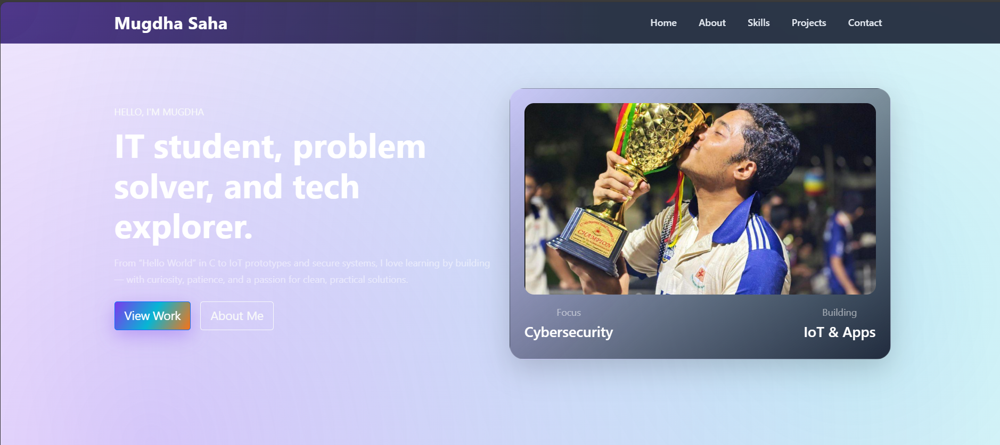 Mugdha Saha
Home About Skills Projects Contact
HELLO, I'M MUGDHA
IT student, problem
solver, and tech
explorer.
From “Hello World” in C to IoT prototypes and secure systems, I love learning by building
— with curiosity, patience, and a passion for clean, practical solutions.
View Work About Me
CHAMPION
Focus
Cybersecurity
Building
IoT & Apps